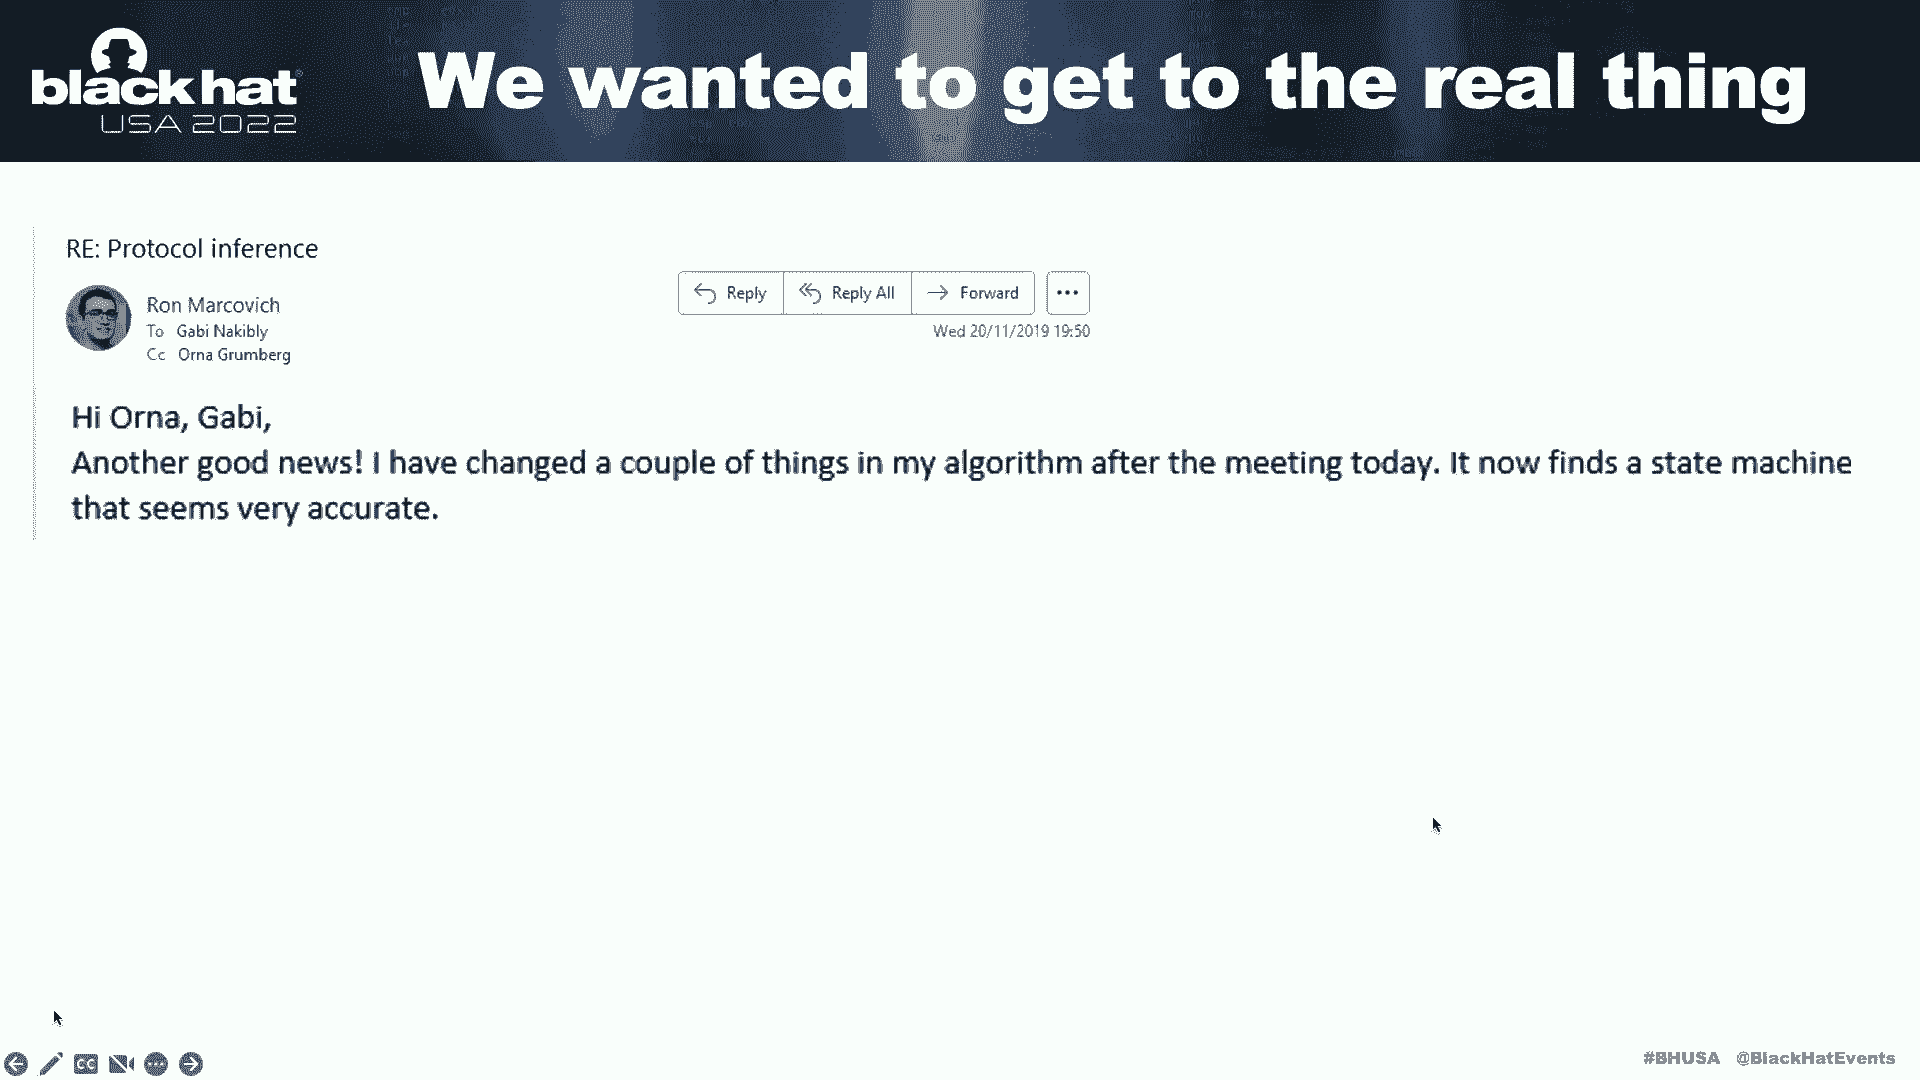 black hat
USA 2022
We wanted to get to the real thing
RE: Protocol inference
Ron Marcovich
To Gabi Nakibly
Cc Orna Grumberg
Reply
Reply All
Forward
Wed 20/11/2019 19:50
Hi Orna, Gabi,
Another good news! I have changed a couple of things in my algorithm after the meeting today. It now finds a state machine
that seems very accurate.
CC
#BHUSA @BlackHatEvents